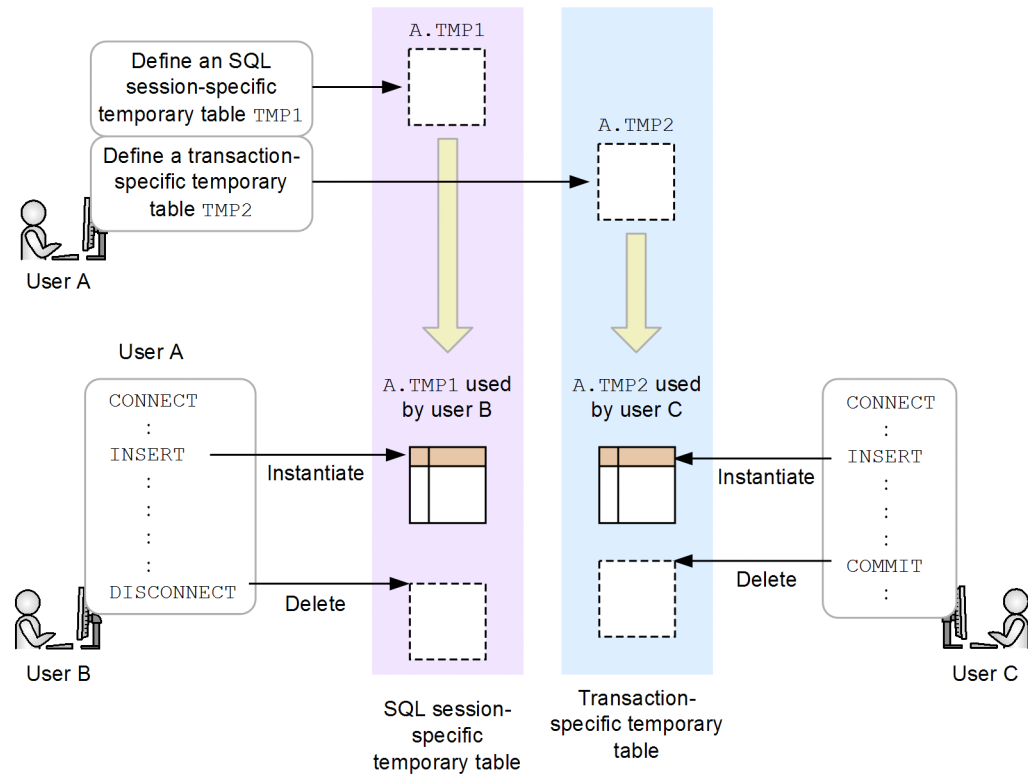 A.TMP1
Define an SQL
session-specific
temporary table TMP1
A.TMP2
Define a transaction-
specific temporary
table TMP2
User A
User A
A.TMP1 used
by user B
A.TMP2 used
by user C
CONNECT
:
INSERT
:
:
:
:
DISCONNECT
Instantiate
Delete
User B
CONNECT
:
INSERT
:
:
:
COMMIT
:
Instantiate
Delete
User C
SQL session-
specific
temporary table
Transaction-
specific temporary
table